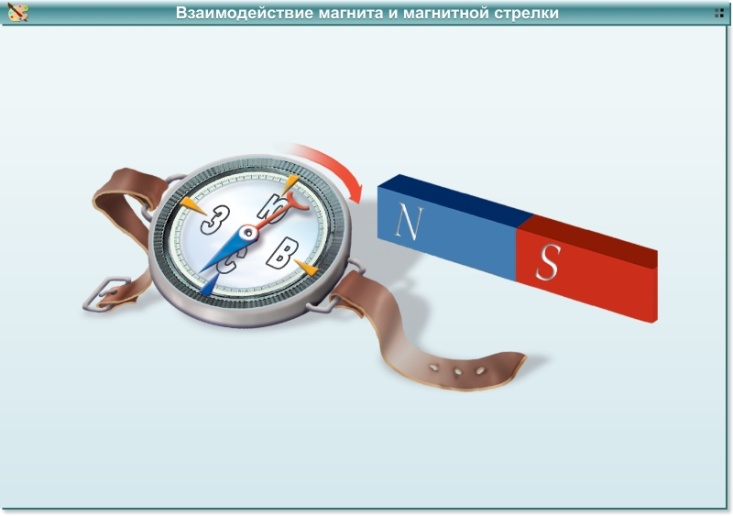 Взаимодействие магнита и магнитной стрелки
Ю
З
В
С
N
S